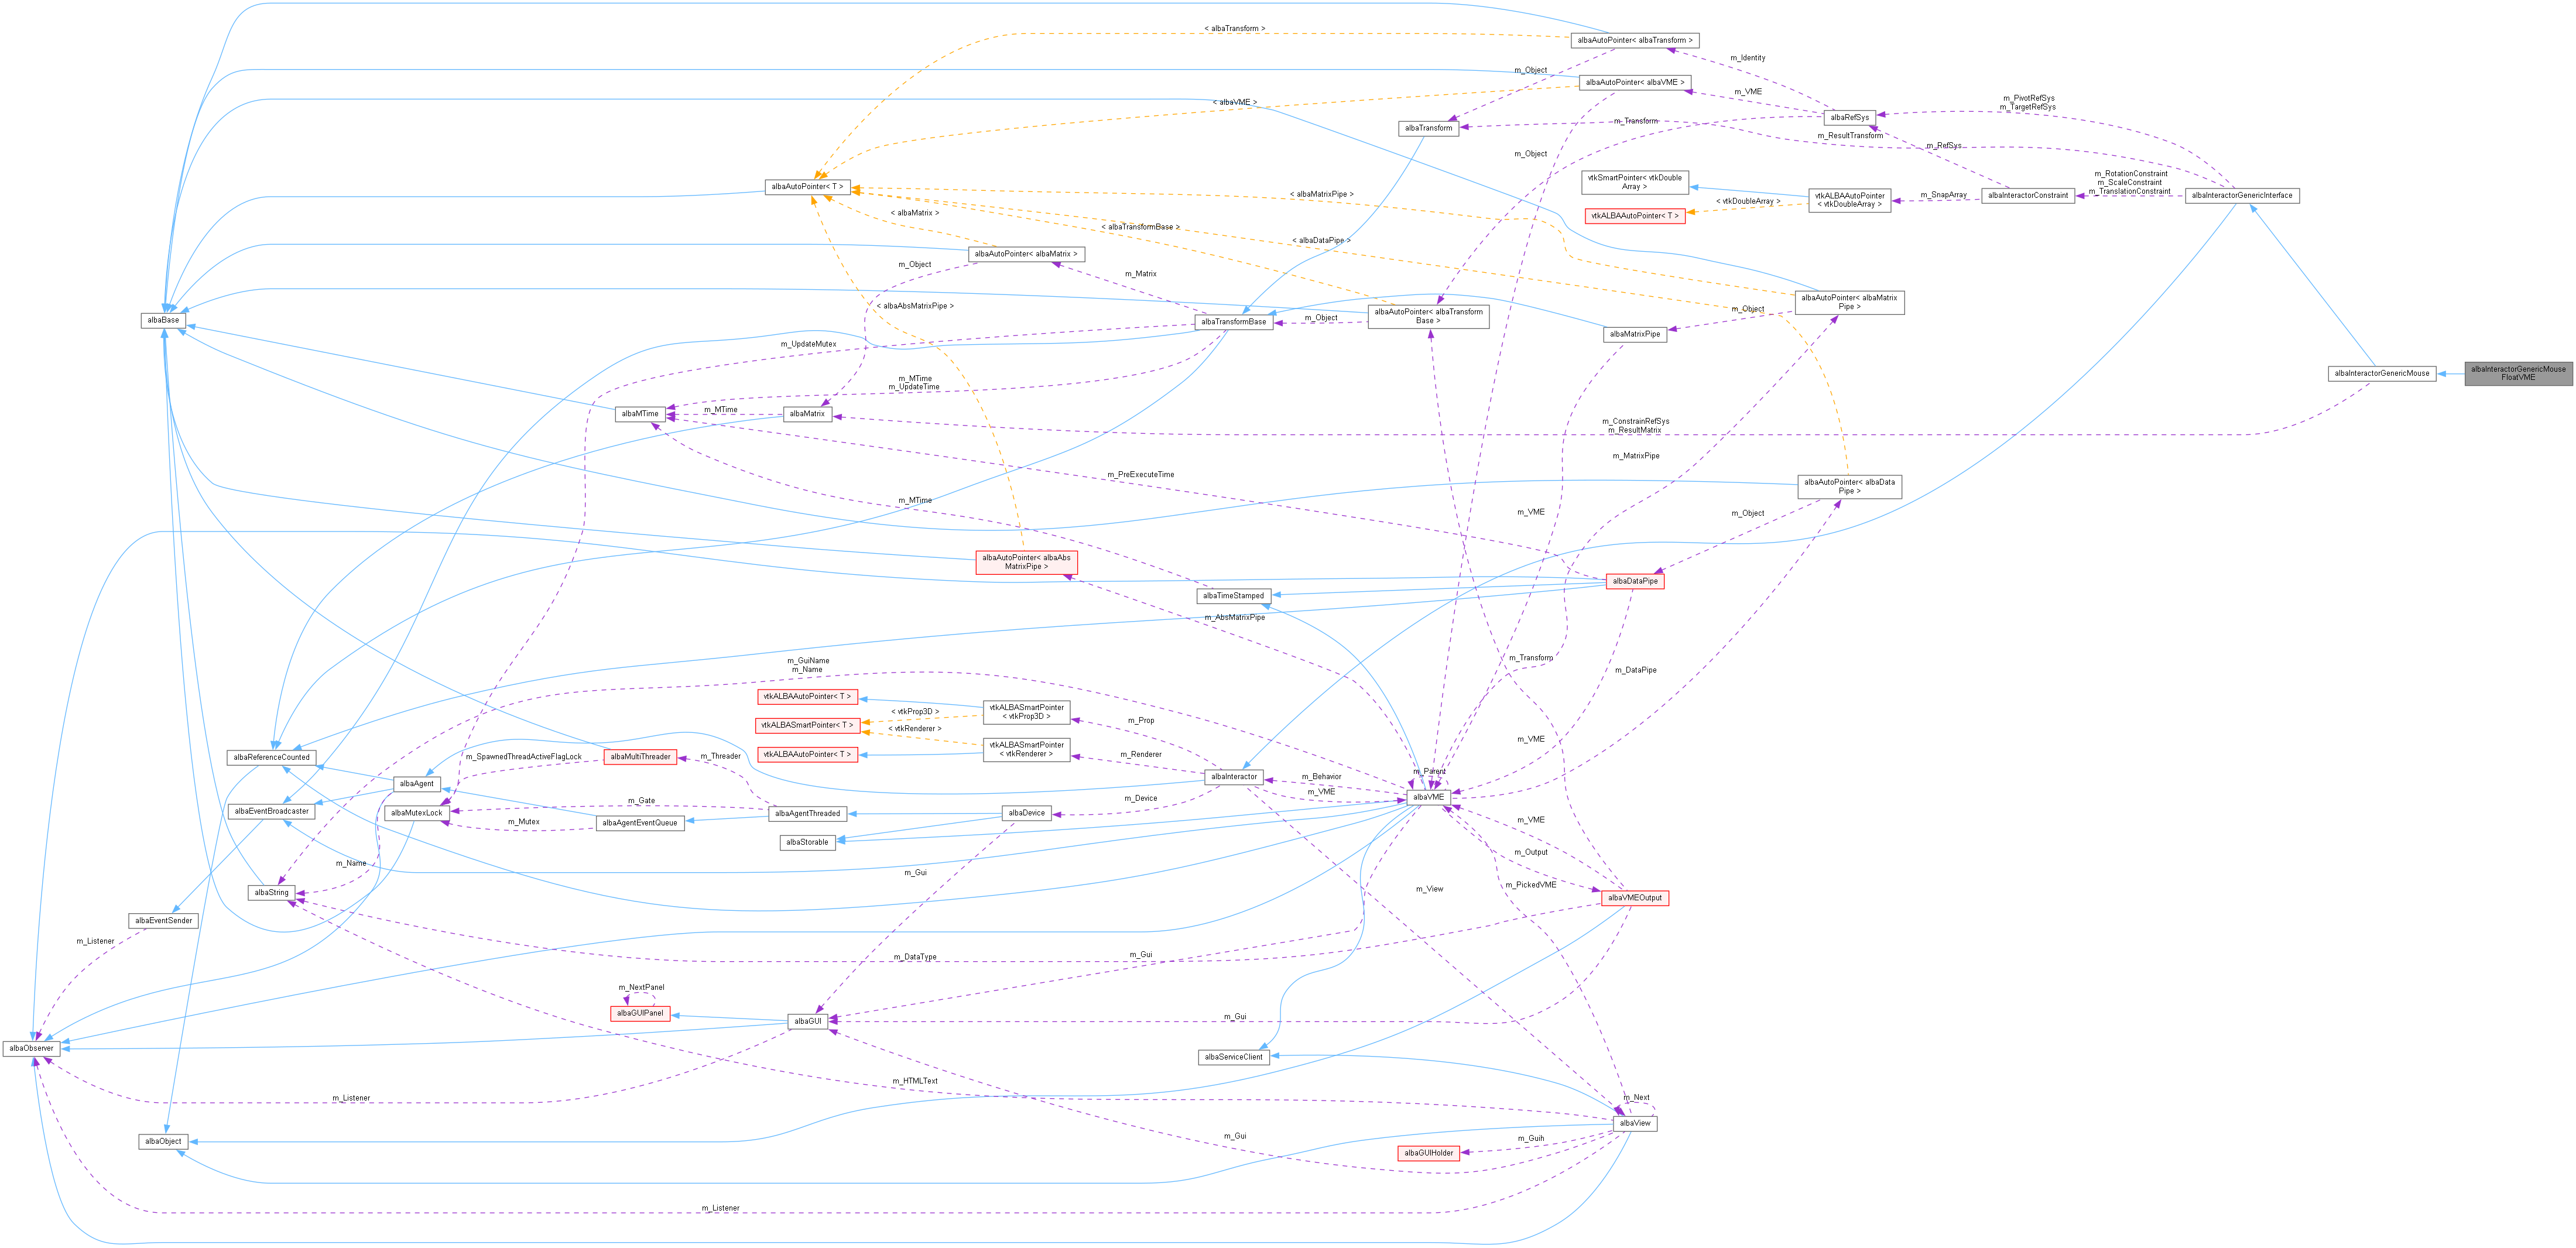 < albaTransform >
albaAutoPointer< albaTransform >
m_Identity
m_Object
albaAutoPointer< albaVME >
m_VME
m_PivotRefSys
m_TargetRefSys
< albaVME >
albaRefSys
albaTransform
m_Transform
m_ResultTransform
m_RefSys
m_Object
albaAutoPointer< T >
vtkSmartPointer< vtkDouble
Array >
< albaMatrixPipe >
m_RotationConstraint
m_ScaleConstraint
m_TranslationConstraint
vtkALBAAutoPointer
< vtkDoubleArray >
m_SnapArray
albaInteractorConstraint
albaInteractorGenericInterface
< vtkDoubleArray >
vtkALBAAutoPointer< T >
< albaMatrix >
< albaTransformBase >
< albaDataPipe >
albaAutoPointer< albaMatrix >
m_Object
m_Matrix
albaAutoPointer< albaMatrix
Pipe >
< albaAbsMatrixPipe >
m_Object
albaBase
albaTransformBase
m_Object
albaAutoPointer< albaTransform
Base >
albaMatrixPipe
m_UpdateMutex
albaInteractorGenericMouse
albaInteractorGenericMouse
FloatVME
m_MTime
m_UpdateTime
albaMTime
m_MTime
albaMatrix
m_ConstrainRefSys
m_ResultMatrix
m_MatrixPipe
m_PreExecuteTime
albaAutoPointer< albaData
Pipe >
m_MTime
m_VME
m_Object
albaAutoPointer< albaAbs
MatrixPipe >
albaDataPipe
albaTimeStamped
m_AbsMatrixPipe
m_GuiName
m_Name
m_Transform
m_DataPipe
vtkALBAAutoPointer< T >
vtkALBASmartPointer
< vtkProp3D >
< vtkProp3D >
m_Prop
vtkALBASmartPointer< T >
< vtkRenderer >
vtkALBASmartPointer
< vtkRenderer >
m_VME
vtkALBAAutoPointer< T >
m_Renderer
albaReferenceCounted
m_SpawnedThreadActiveFlagLock
albaMultiThreader
m_Threader
albaInteractor
m_Behavior
m_Parent
m_VME
albaAgent
albaVME
m_Gate
m_Device
albaEventBroadcaster
albaMutexLock
albaAgentThreaded
albaDevice
m_Mutex
albaAgentEventQueue
m_VME
albaStorable
m_Name
m_Gui
m_Output
albaString
m_View
m_PickedVME
albaVMEOutput
albaEventSender
m_Listener
m_DataType
m_Gui
m_NextPanel
albaGUIPanel
albaGUI
m_Gui
albaObserver
albaServiceClient
m_HTMLText
m_Listener
m_Next
albaView
albaObject
m_Gui
m_Guih
albaGUIHolder
m_Listener